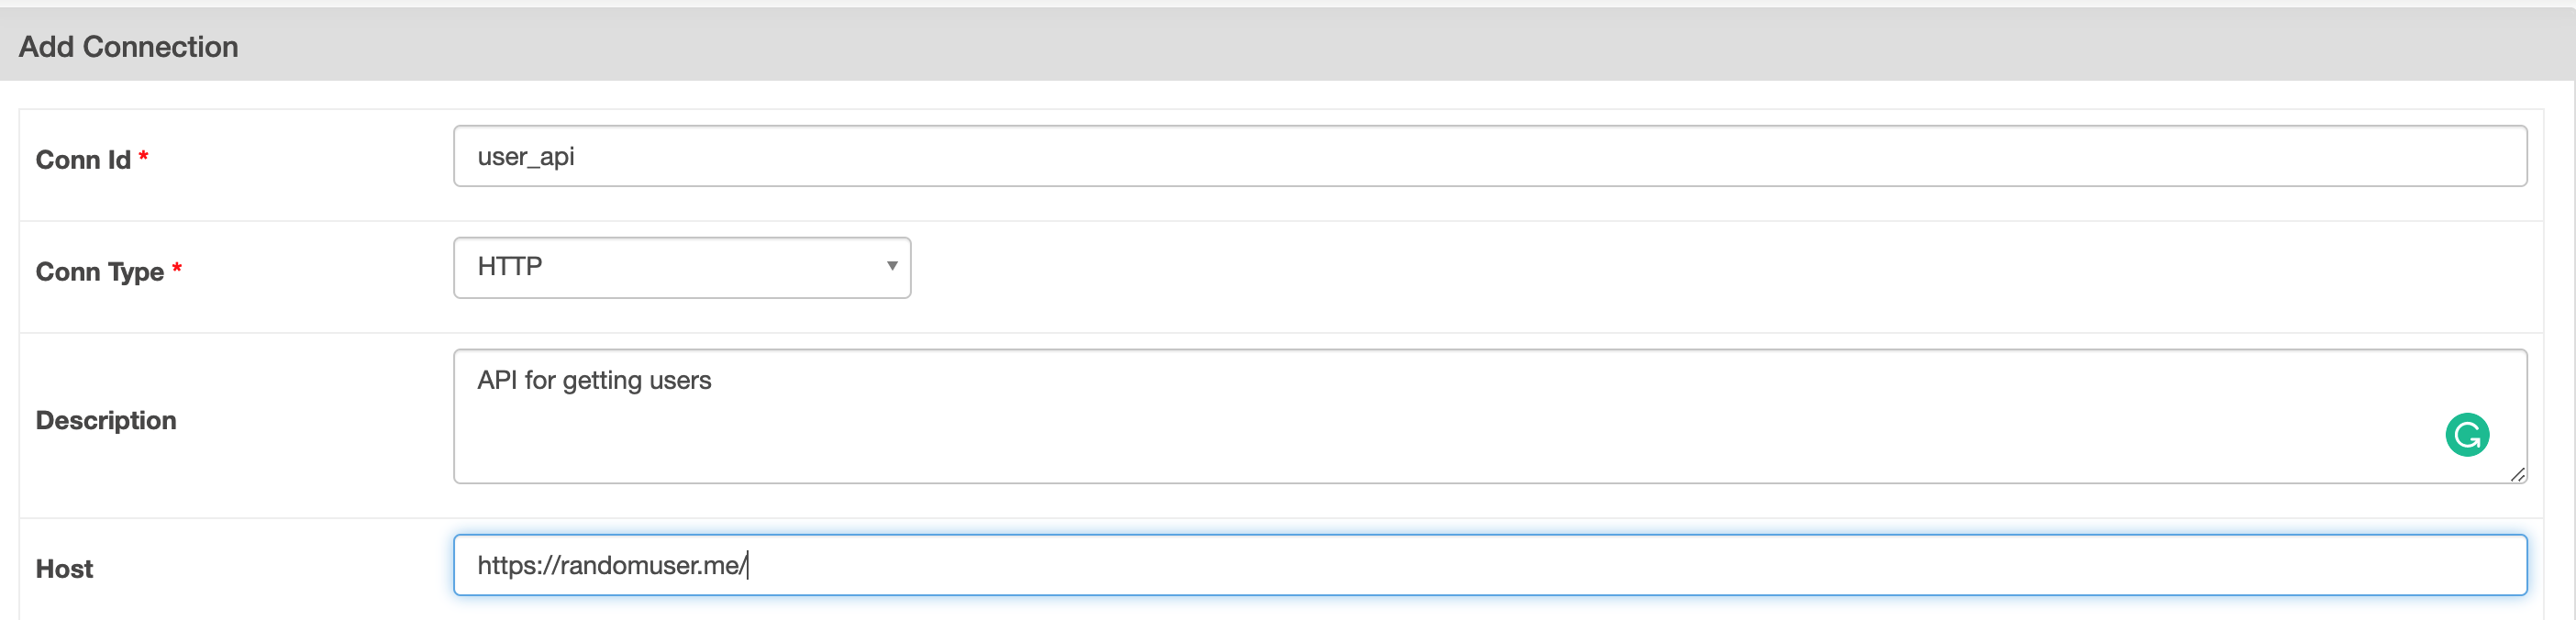 Add Connection
Conn Id *
user_api
Conn Type *
HTTP
Description
API for getting users
Host
https://randomuser.me/